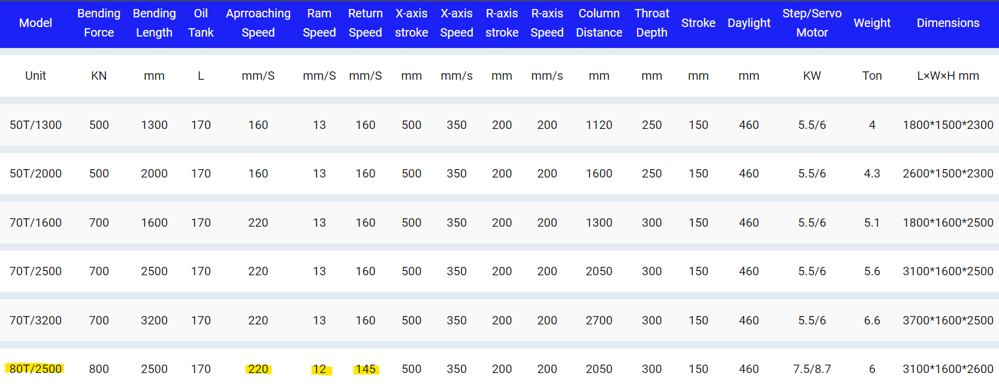 Model Bending Force Bending Length Oil Tank Aprroaching Speed Ram Speed Return Speed X-axis stroke X-axis Speed R-axis stroke R-axis Speed Column Distance Throat Depth Stroke Daylight Step/Servo Motor Weight Dimensions
Unit KN mm L mm/S mm/S mm/S mm mm/s mm mm/s mm mm mm mm KW Ton L×W×H mm
50T/1300 500 1300 170 160 13 160 500 350 200 200 1120 250 150 460 5.5/6 4 1800*1500*2300
50T/2000 500 2000 170 160 13 160 500 350 200 200 1600 250 150 460 5.5/6 4.3 2600*1500*2300
70T/1600 700 1600 170 220 13 160 500 350 200 200 1300 300 150 460 5.5/6 5.1 1800*1600*2500
70T/2500 700 2500 170 220 13 160 500 350 200 200 2050 300 150 460 5.5/6 5.6 3100*1600*2500
70T/3200 700 3200 170 220 13 160 500 350 200 200 2700 300 150 460 5.5/6 6.6 3700*1600*2500
80T/2500 800 2500 170 220 12 145 500 350 200 200 2050 300 150 460 7.5/8.7 6 3100*1600*2600